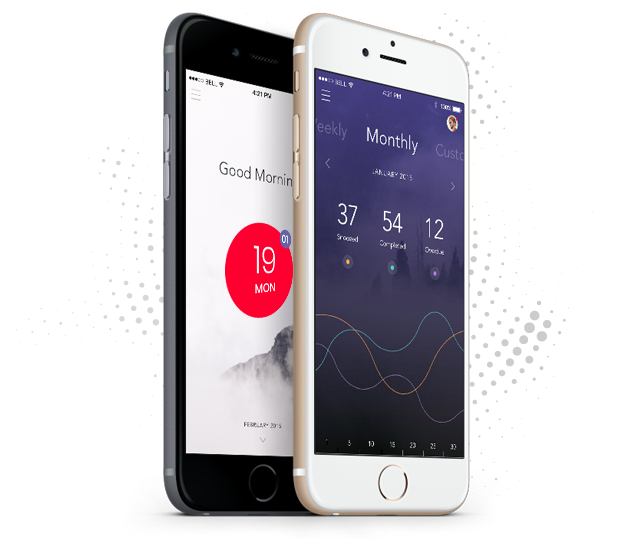 BELL
4:21 PM
Good Mornin
01
19
MON
FEBRUARY 2015
BELL
4:21 PM
100%
Weekly
Monthly
Custo
JANUARY 2015
37
54
12
Snoozed
Completed
Overdue
5 10 15 20 25 30